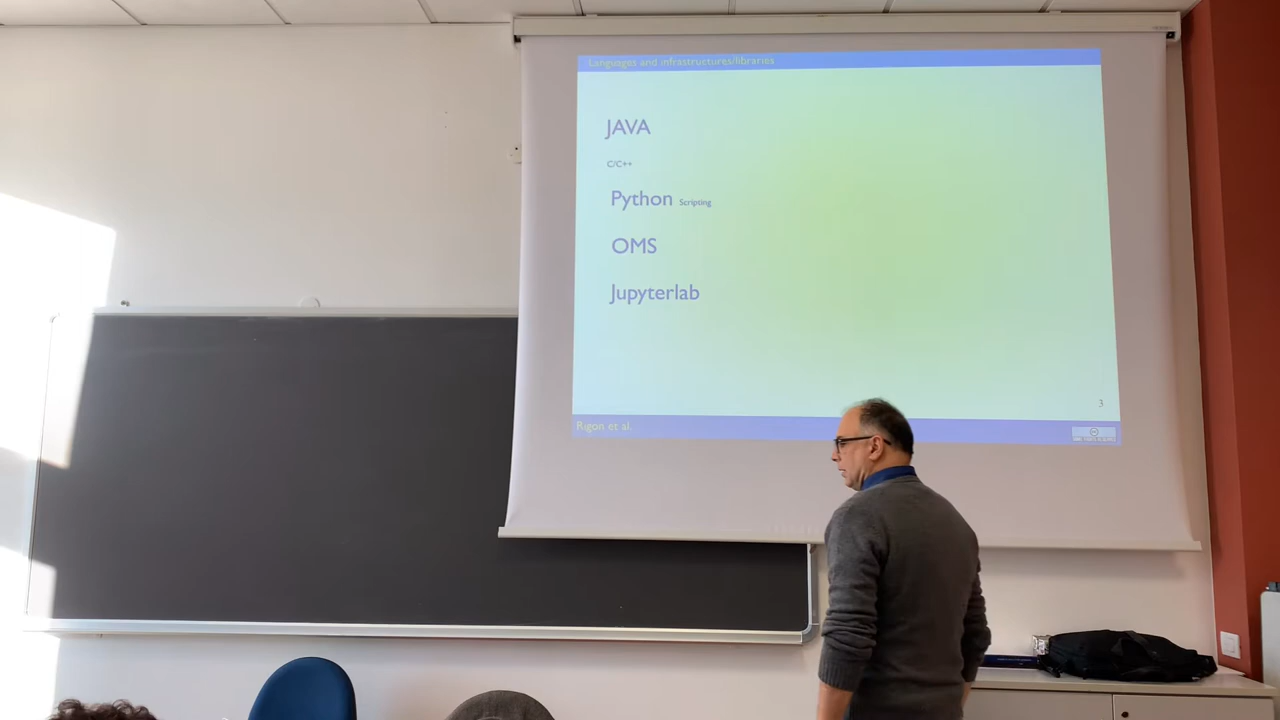 Languages and infrastructures/libraries
JAVA
C/C++
Python Scripting
OMS
Jupyterlab
3
Rigon et al.